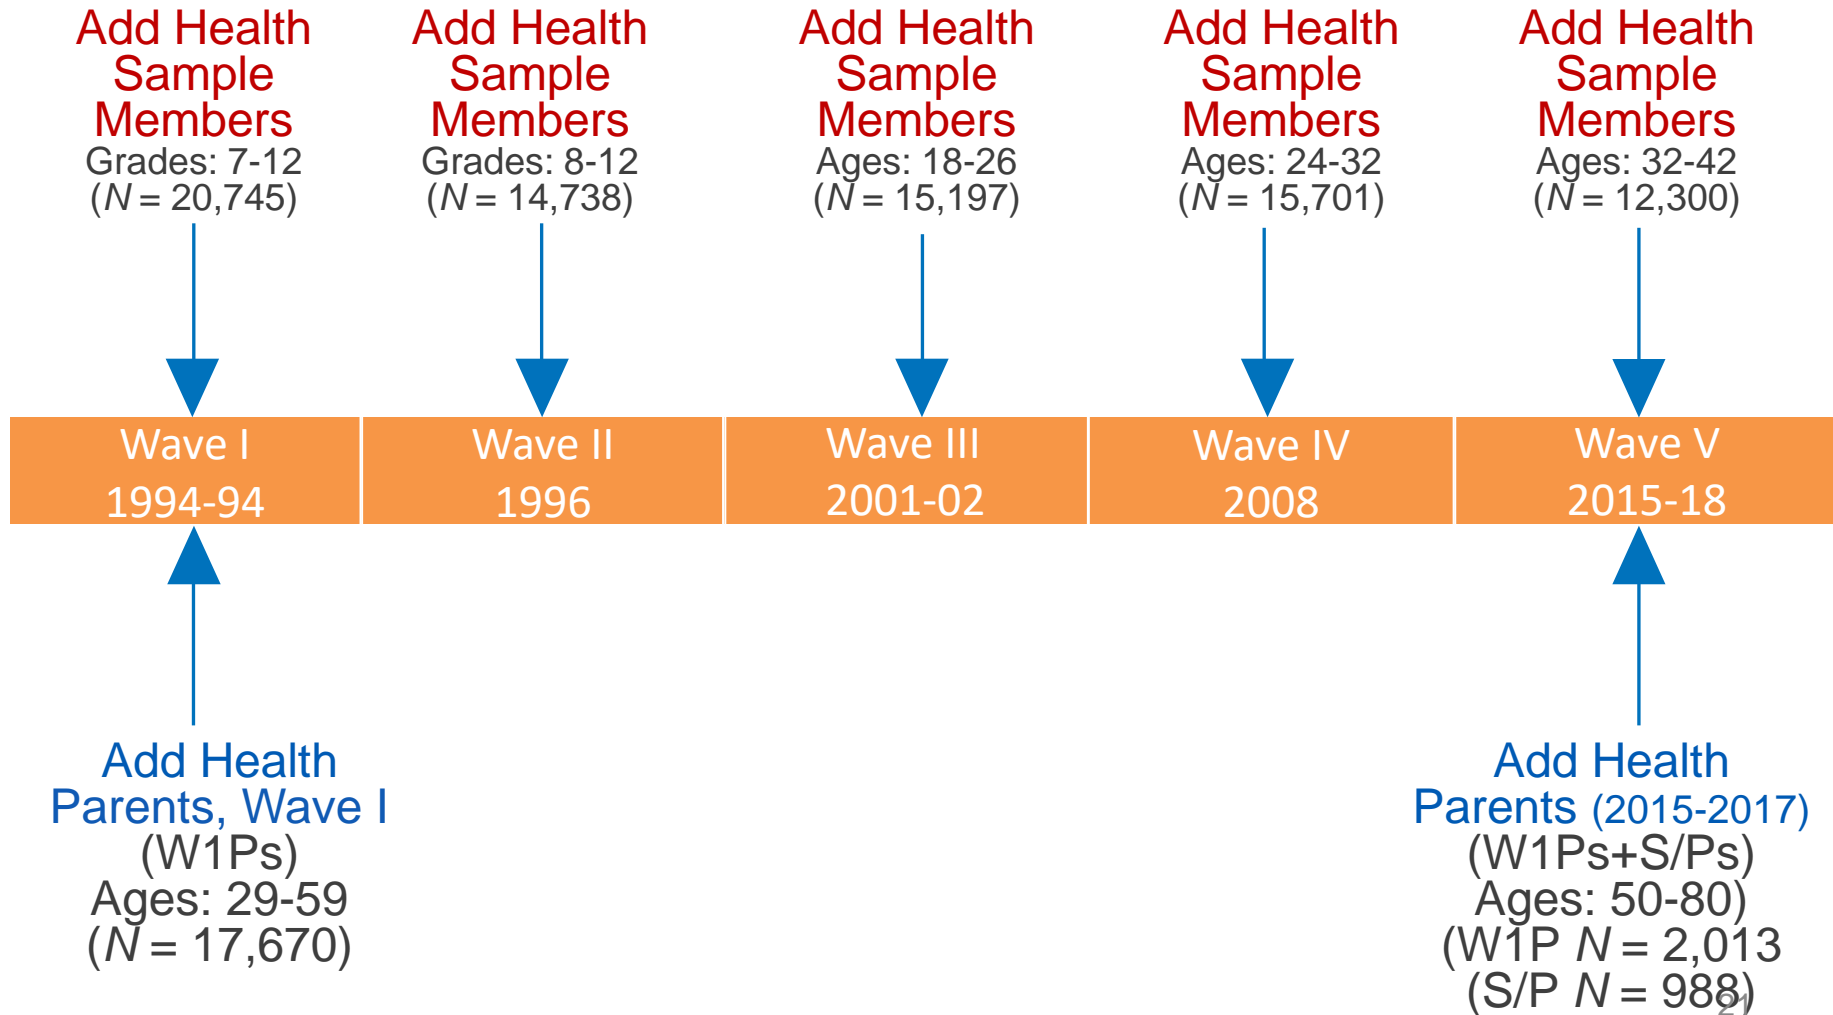 Add Health
Sample
Members
Grades: 7-12
(N = 20,745)
Add Health
Sample
Members
Grades: 8-12
(N = 14,738)
Add Health
Sample
Members
Ages: 18-26
(N = 15,197)
Add Health
Sample
Members
Ages: 24-32
(N = 15,701)
Add Health
Sample
Members
Ages: 32-42
(N = 12,300)
Wave I
1994-94
Wave II
1996
Wave III
2001-02
Wave IV
2008
Wave V
2015-18
Add Health
Parents, Wave I
(W1Ps)
Ages: 29-59
(N = 17,670)
Add Health
Parents (2015-2017)
(W1Ps+S/Ps)
Ages: 50-80)
(W1P N = 2,013
(S/P N = 988)
21